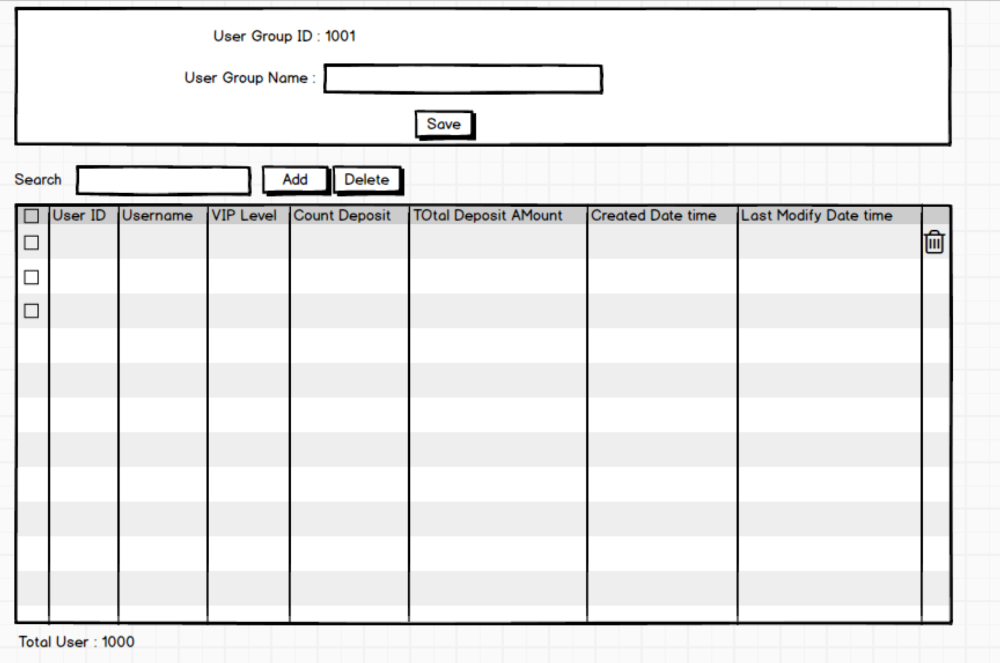 User Group ID : 1001
User Group Name :
Save
Search Add Delete
User ID Username VIP Level Count Deposit TOtal Deposit AMount Created Date time Last Modify Date time
Total User : 1000